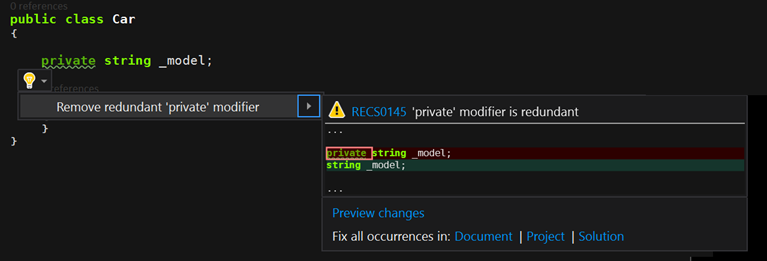 0 references
public class Car
{
private string _model;
references
Remove redundant 'private' modifier
}
}
RECS0145 'private' modifier is redundant
...
private string _model;
string _model;
...
Preview changes
Fix all occurrences in: Document | Project | Solution